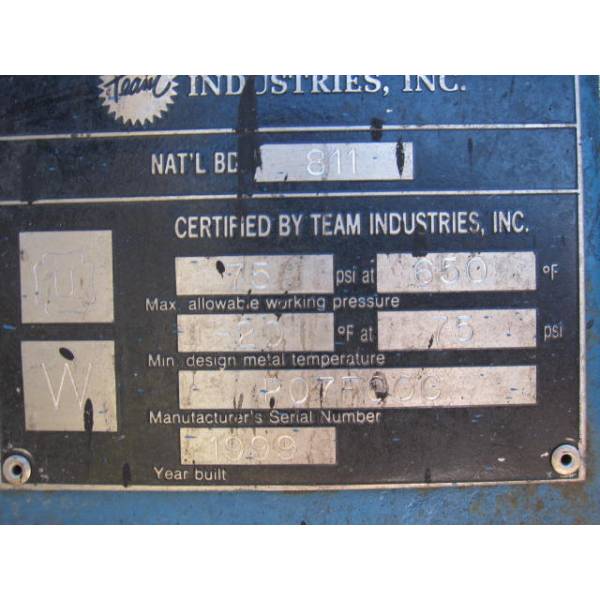 Team INDUSTRIES, INC.
NAT'L BD 811
CERTIFIED BY TEAM INDUSTRIES, INC.
U
75 psi at 650 °F
Max. allowable working pressure
-20 °F at 75 psi
Min. design metal temperature
W
Manufacturer's Serial Number
1999
Year built